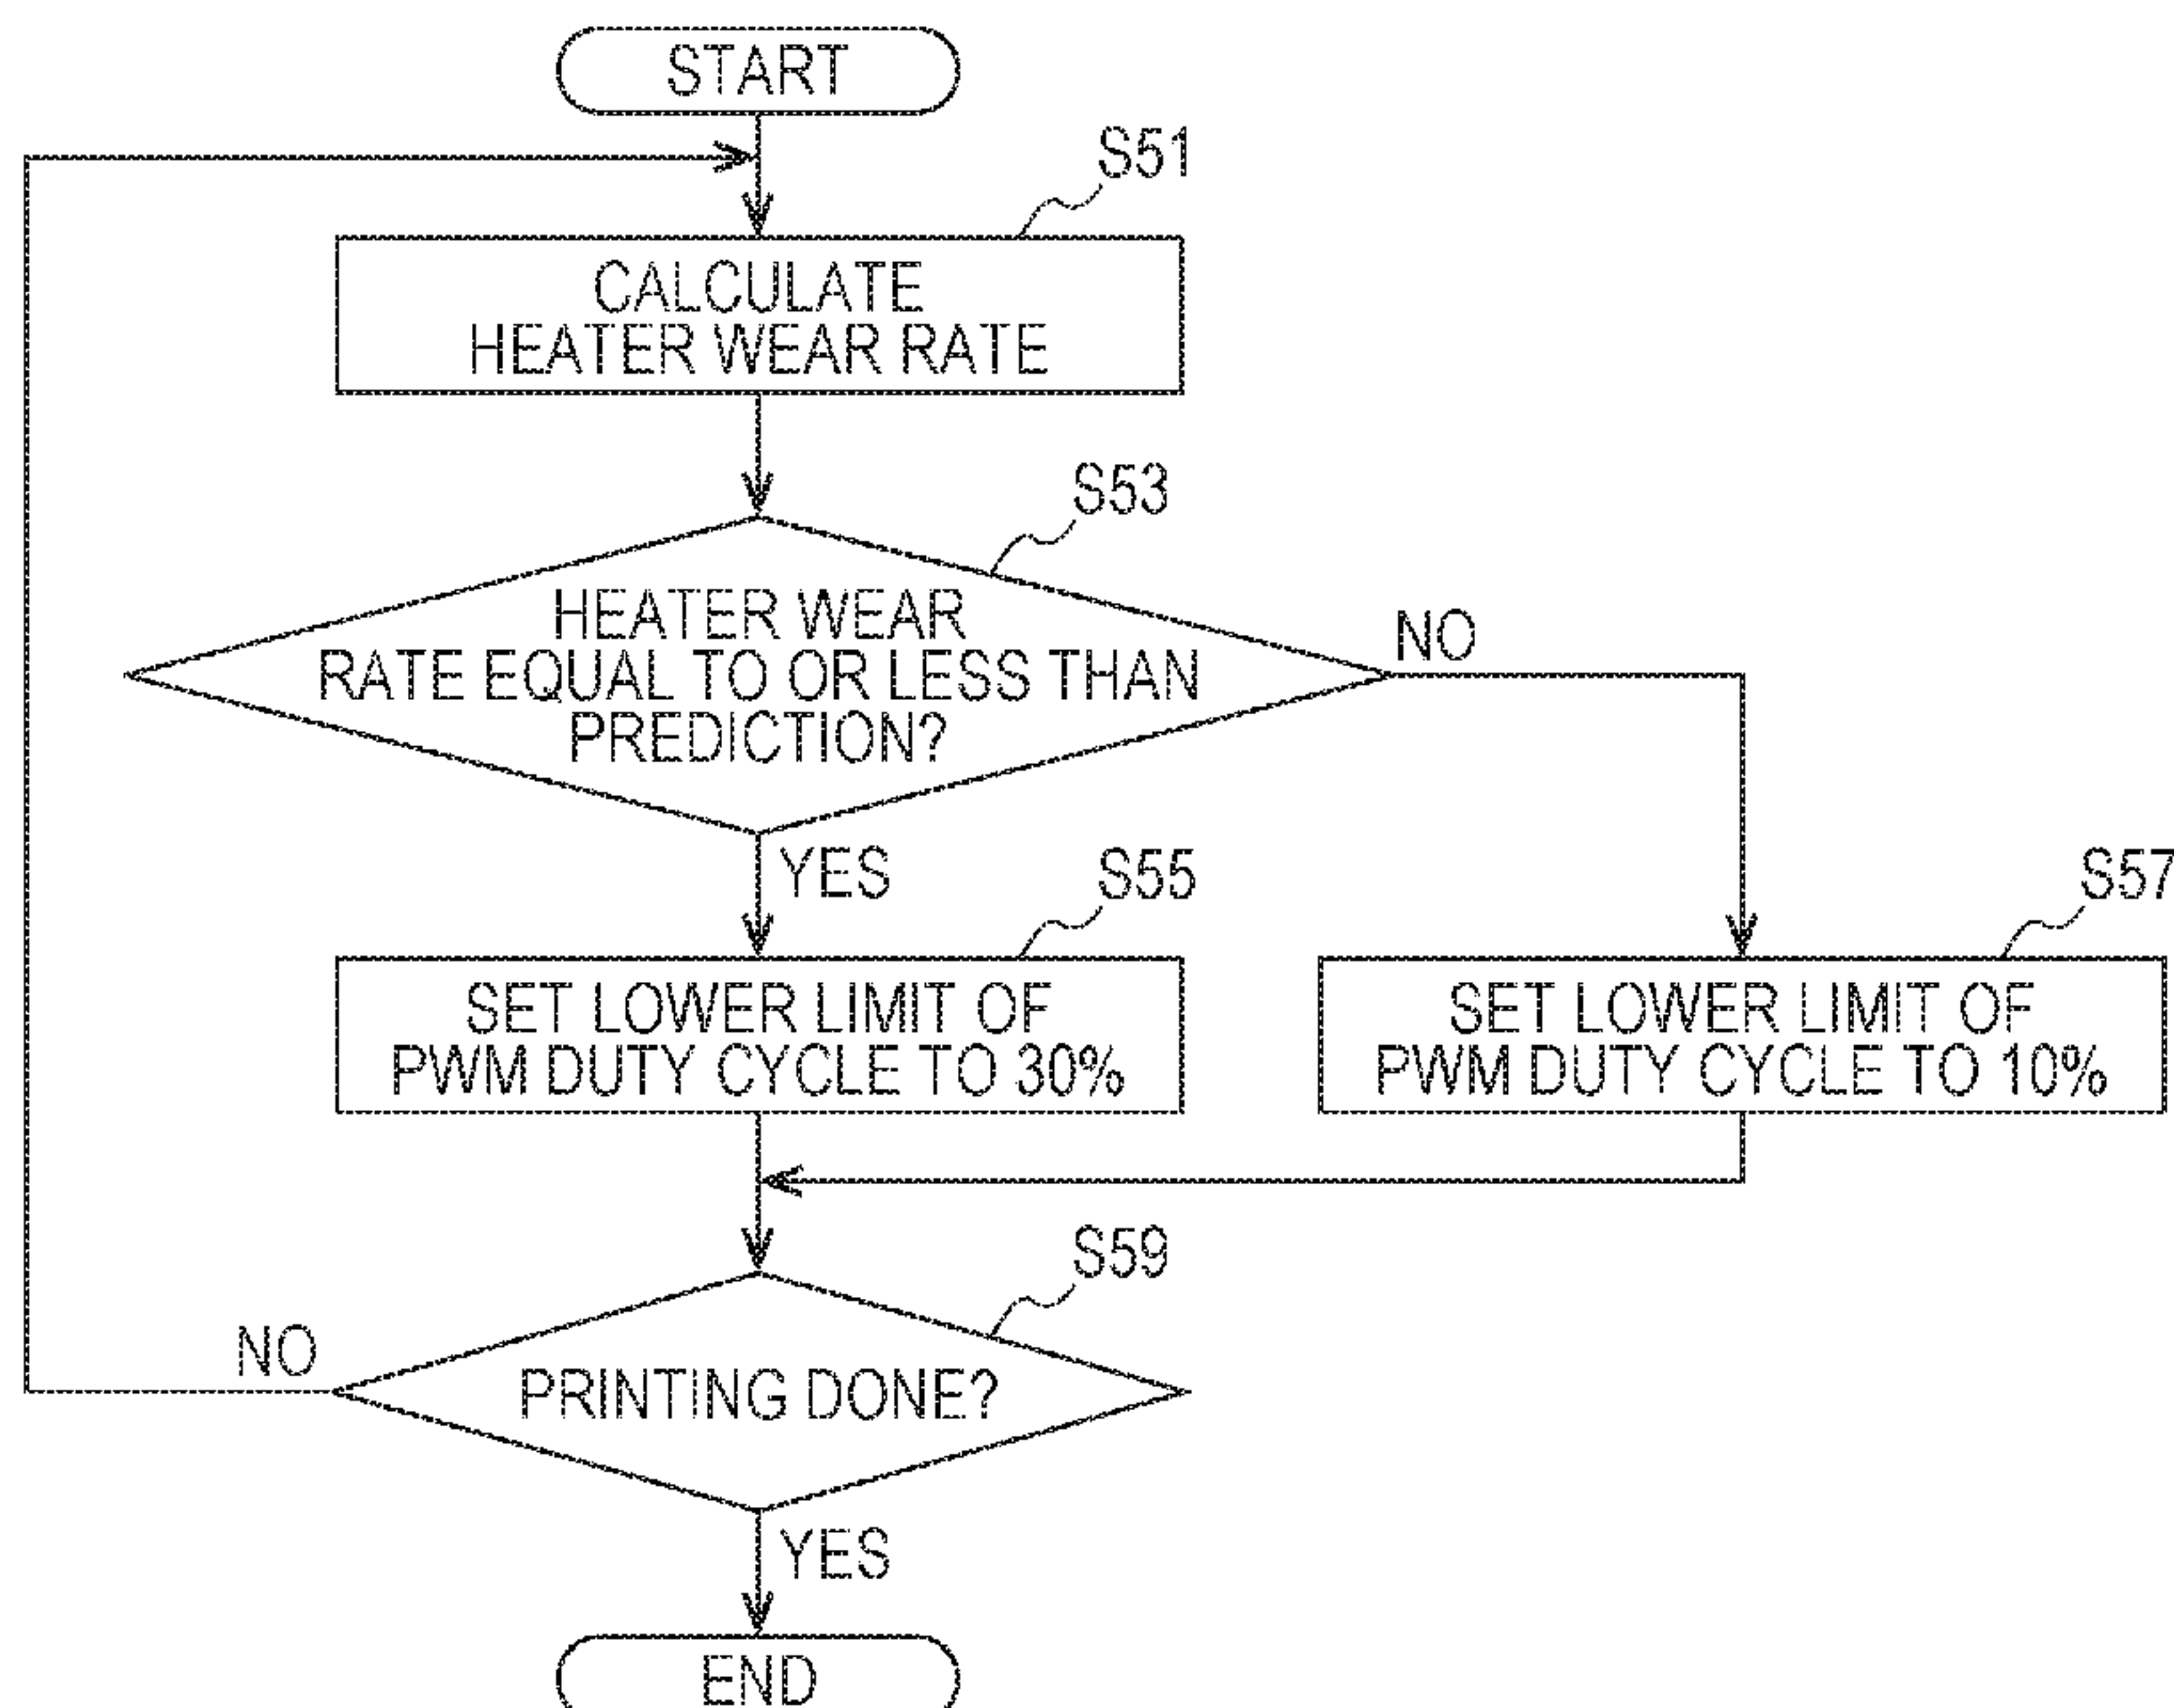 START
S51
CALCULATE
HEATER WEAR RATE
S53
HEATER WEAR
RATE EQUAL TO OR LESS THAN
PREDICTION?
NO
YES
S55
SET LOWER LIMIT OF
PWM DUTY CYCLE TO 30%
S57
SET LOWER LIMIT OF
PWM DUTY CYCLE TO 10%
S59
NO
PRINTING DONE?
YES
END